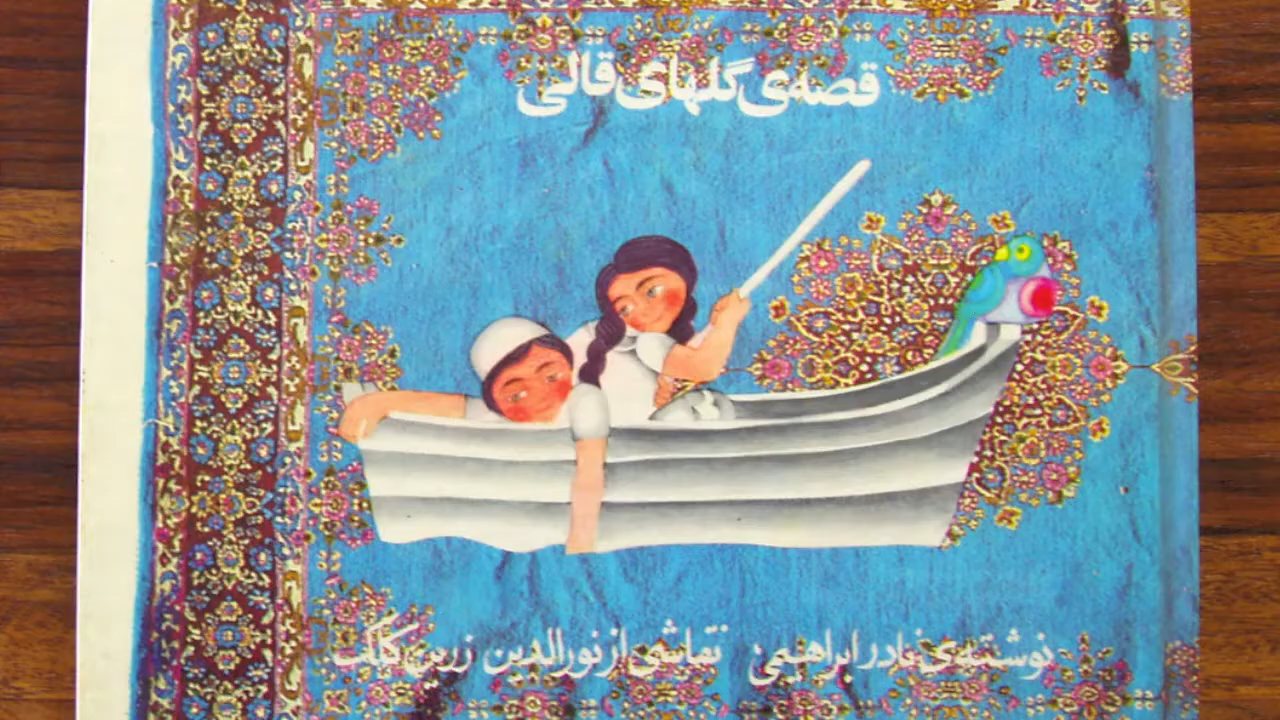 قصه‌ی گلهای قالی
نوشته‌ی نادر ابراهیمی نقاشی از نورالدین زرین کلک